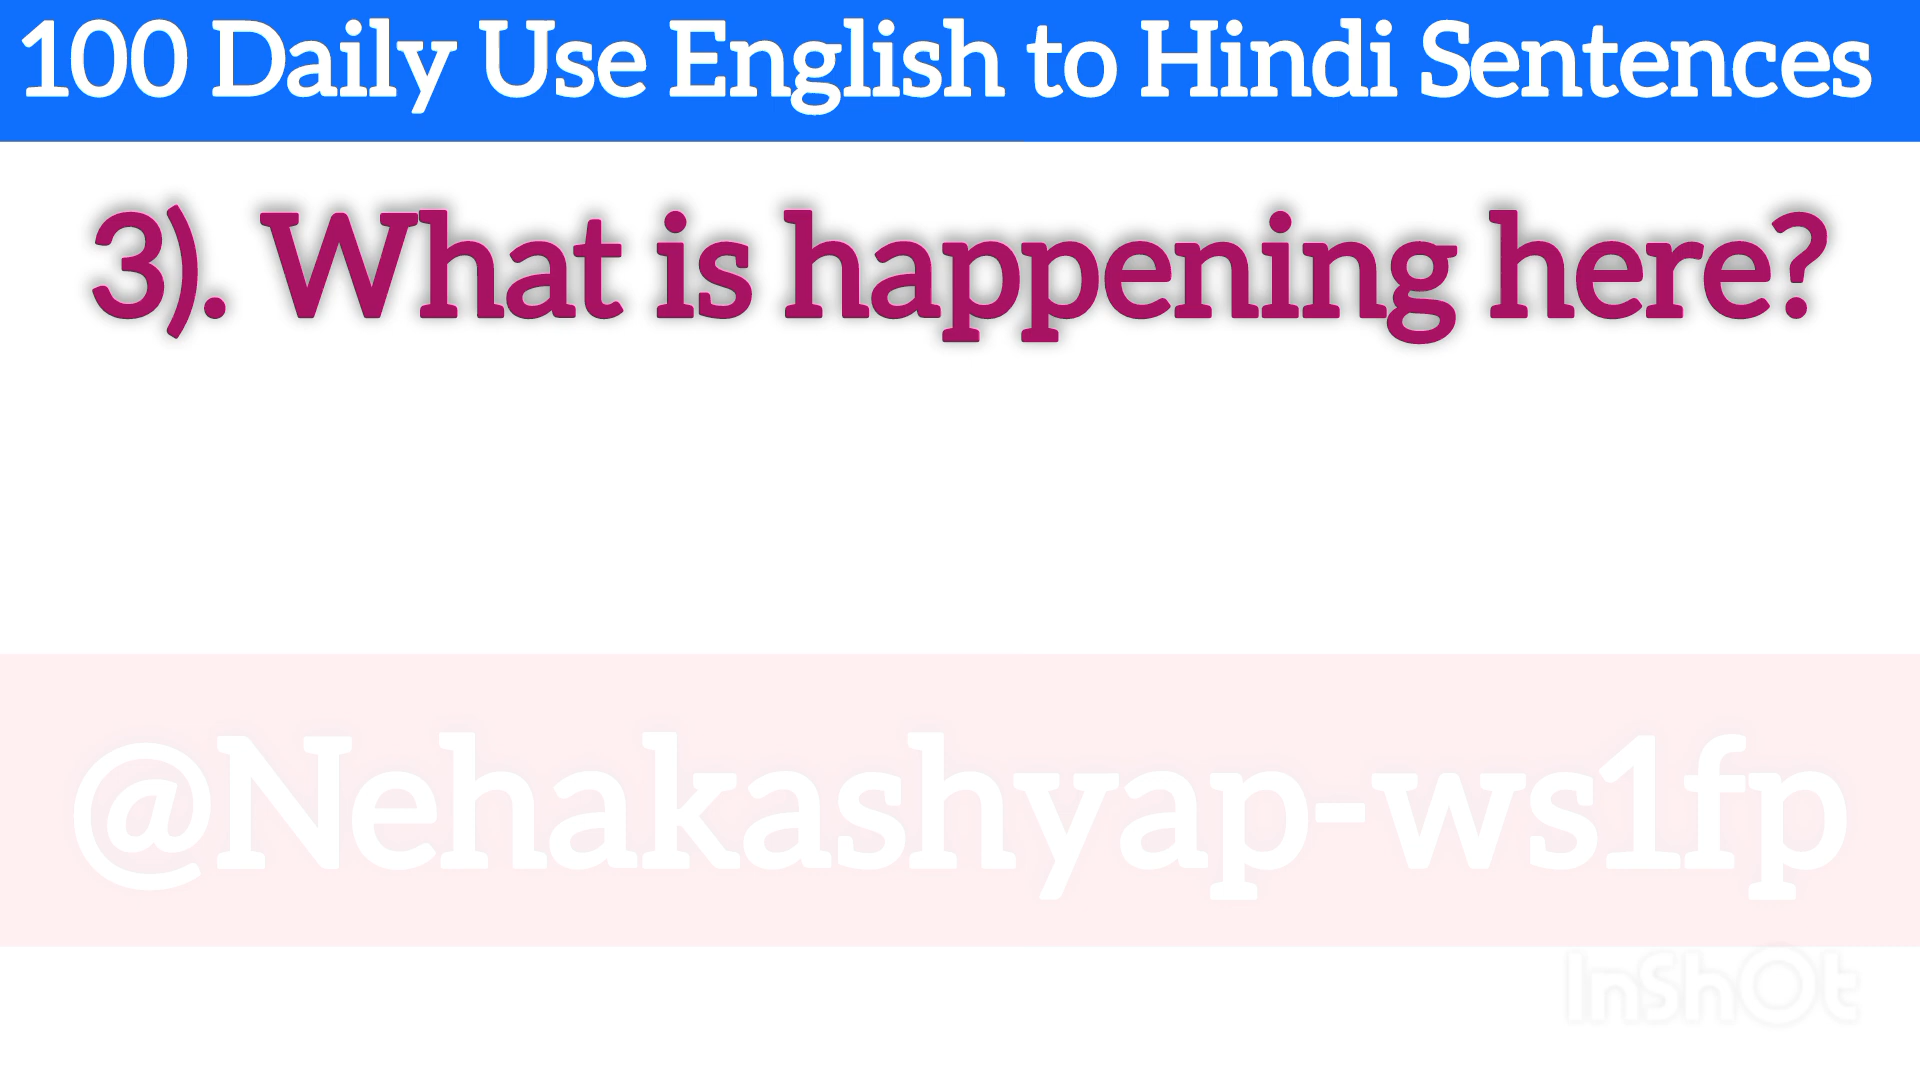 100 Daily Use English to Hindi Sentences
3). What is happening here?
@Nehakashyap-ws1fp
InShOt